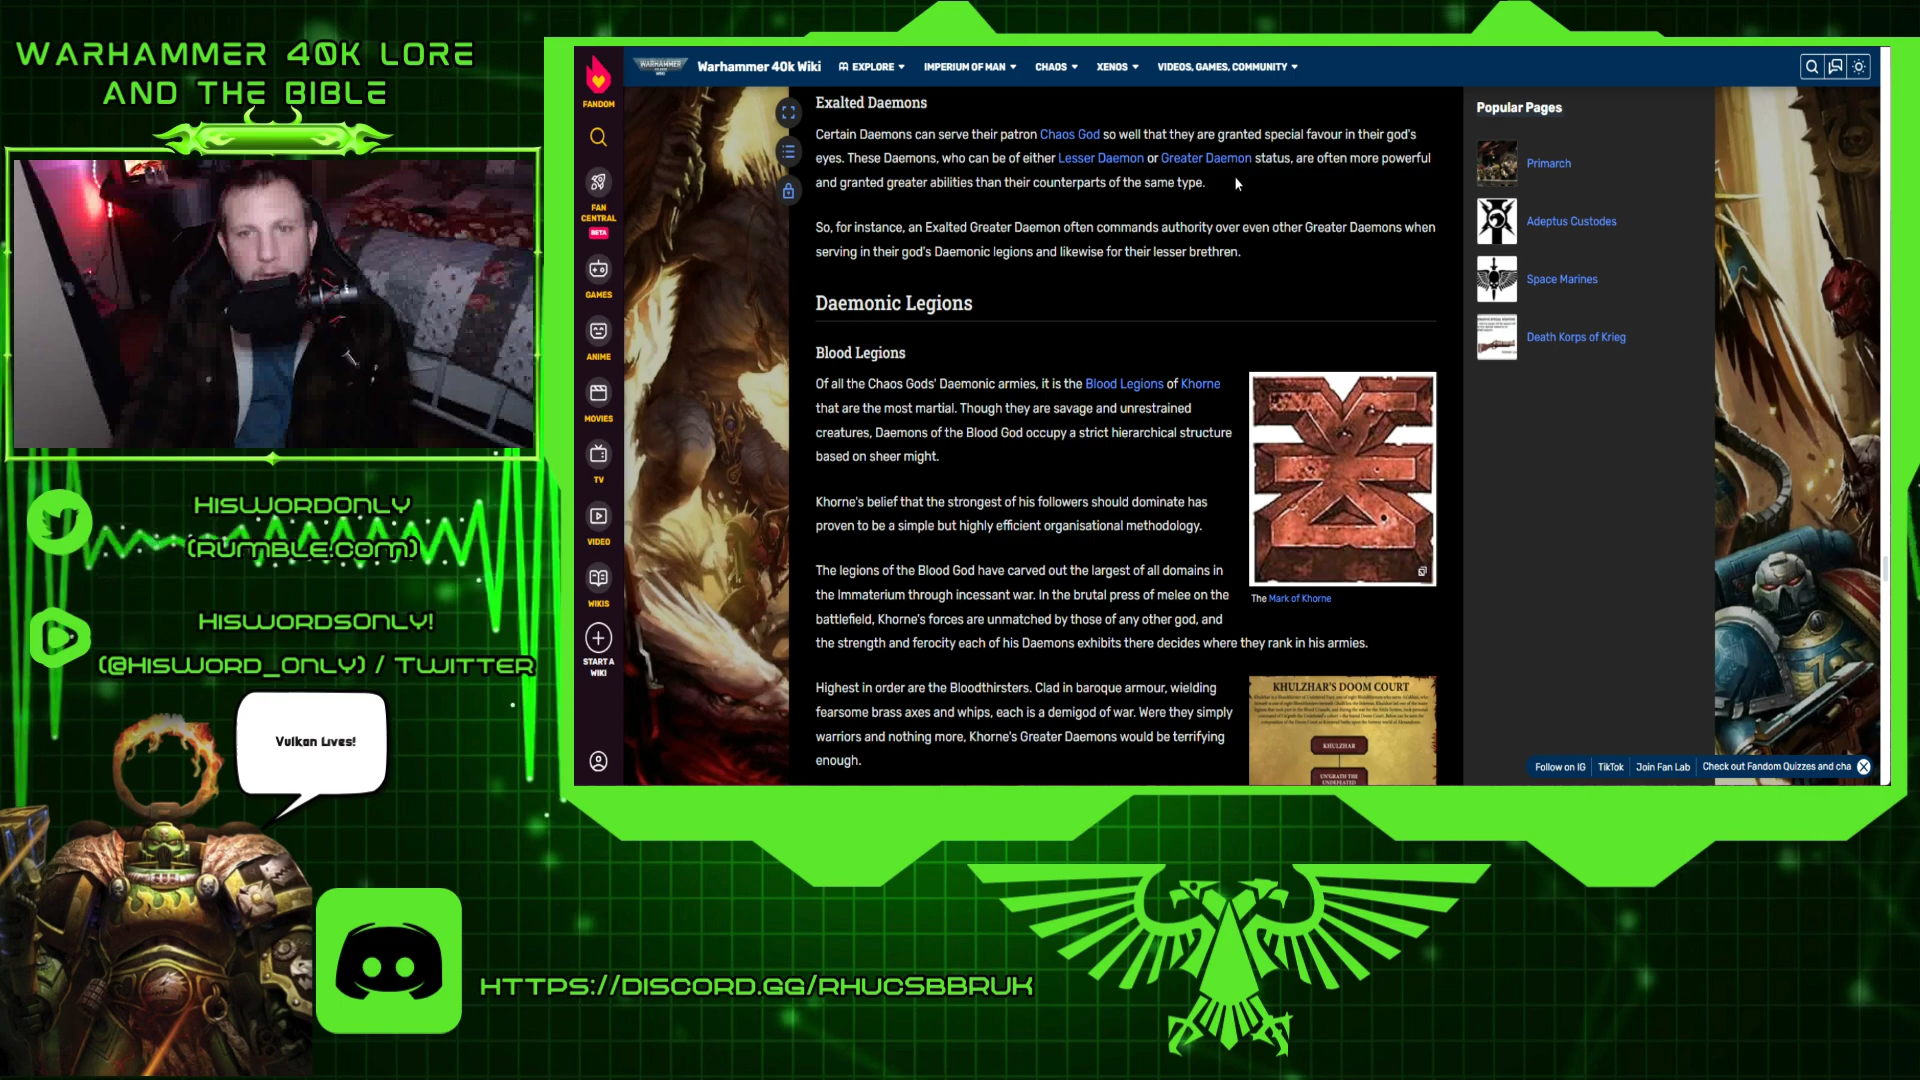 WARHAMMER 40K LORE
AND THE BIBLE
HISWORDONLY
(RUMBLE.COM)
HISWORDSONLY!
(@HISWORD_ONLY) / TWITTER
Vulkan Lives!
HTTPS://DISCORD.GG/RHUCSBBRUK
FANDOM
FAN
CENTRAL
BETA
GAMES
ANIME
MOVIES
TV
VIDEO
WIKIS
START A
WIKI
WARHAMMER
Warhammer 40k Wiki
EXPLORE
IMPERIUM OF MAN
CHAOS
XENOS
VIDEOS, GAMES, COMMUNITY
Exalted Daemons
Certain Daemons can serve their patron Chaos God so well that they are granted special favour in their god's
eyes. These Daemons, who can be of either Lesser Daemon or Greater Daemon status, are often more powerful
and granted greater abilities than their counterparts of the same type.
So, for instance, an Exalted Greater Daemon often commands authority over even other Greater Daemons when
serving in their god's Daemonic legions and likewise for their lesser brethren.
Daemonic Legions
Blood Legions
Of all the Chaos Gods' Daemonic armies, it is the Blood Legions of Khorne
that are the most martial. Though they are savage and unrestrained
creatures, Daemons of the Blood God occupy a strict hierarchical structure
based on sheer might.
Khorne's belief that the strongest of his followers should dominate has
proven to be a simple but highly efficient organisational methodology.
The legions of the Blood God have carved out the largest of all domains in
the Immaterium through incessant war. In the brutal press of melee on the
battlefield, Khorne's forces are unmatched by those of any other god, and
the strength and ferocity each of his Daemons exhibits there decides where they rank in his armies.
Highest in order are the Bloodthirsters. Clad in baroque armour, wielding
fearsome brass axes and whips, each is a demigod of war. Were they simply
warriors and nothing more, Khorne's Greater Daemons would be terrifying
enough.
The Mark of Khorne
KHULZHAR'S DOOM COURT
KHULZHAR
UN'GRATH THE
UNDEFEATED
Popular Pages
Primarch
Adeptus Custodes
Space Marines
Death Korps of Krieg
Follow on IG
TikTok
Join Fan Lab
Check out Fandom Quizzes and cha